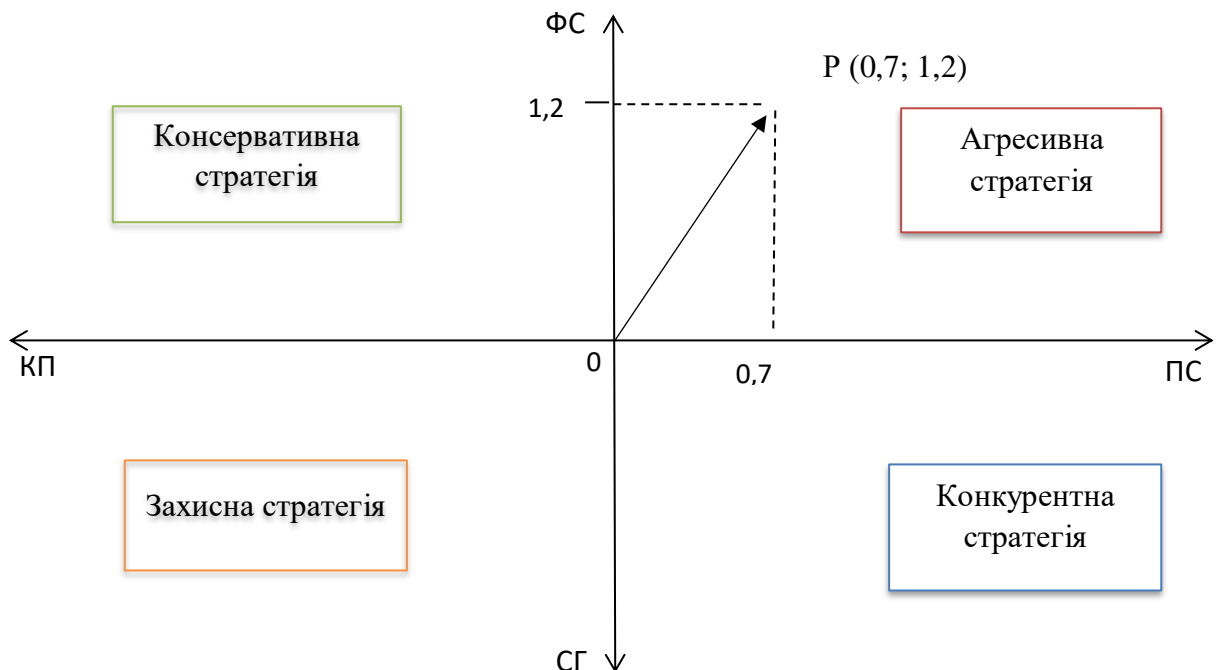 ФС
Р (0,7; 1,2)
1,2
Консервативна
стратегія
Агресивна
стратегія
КП
0
0,7
ПС
Захисна стратегія
Конкурентна
стратегія
СГ